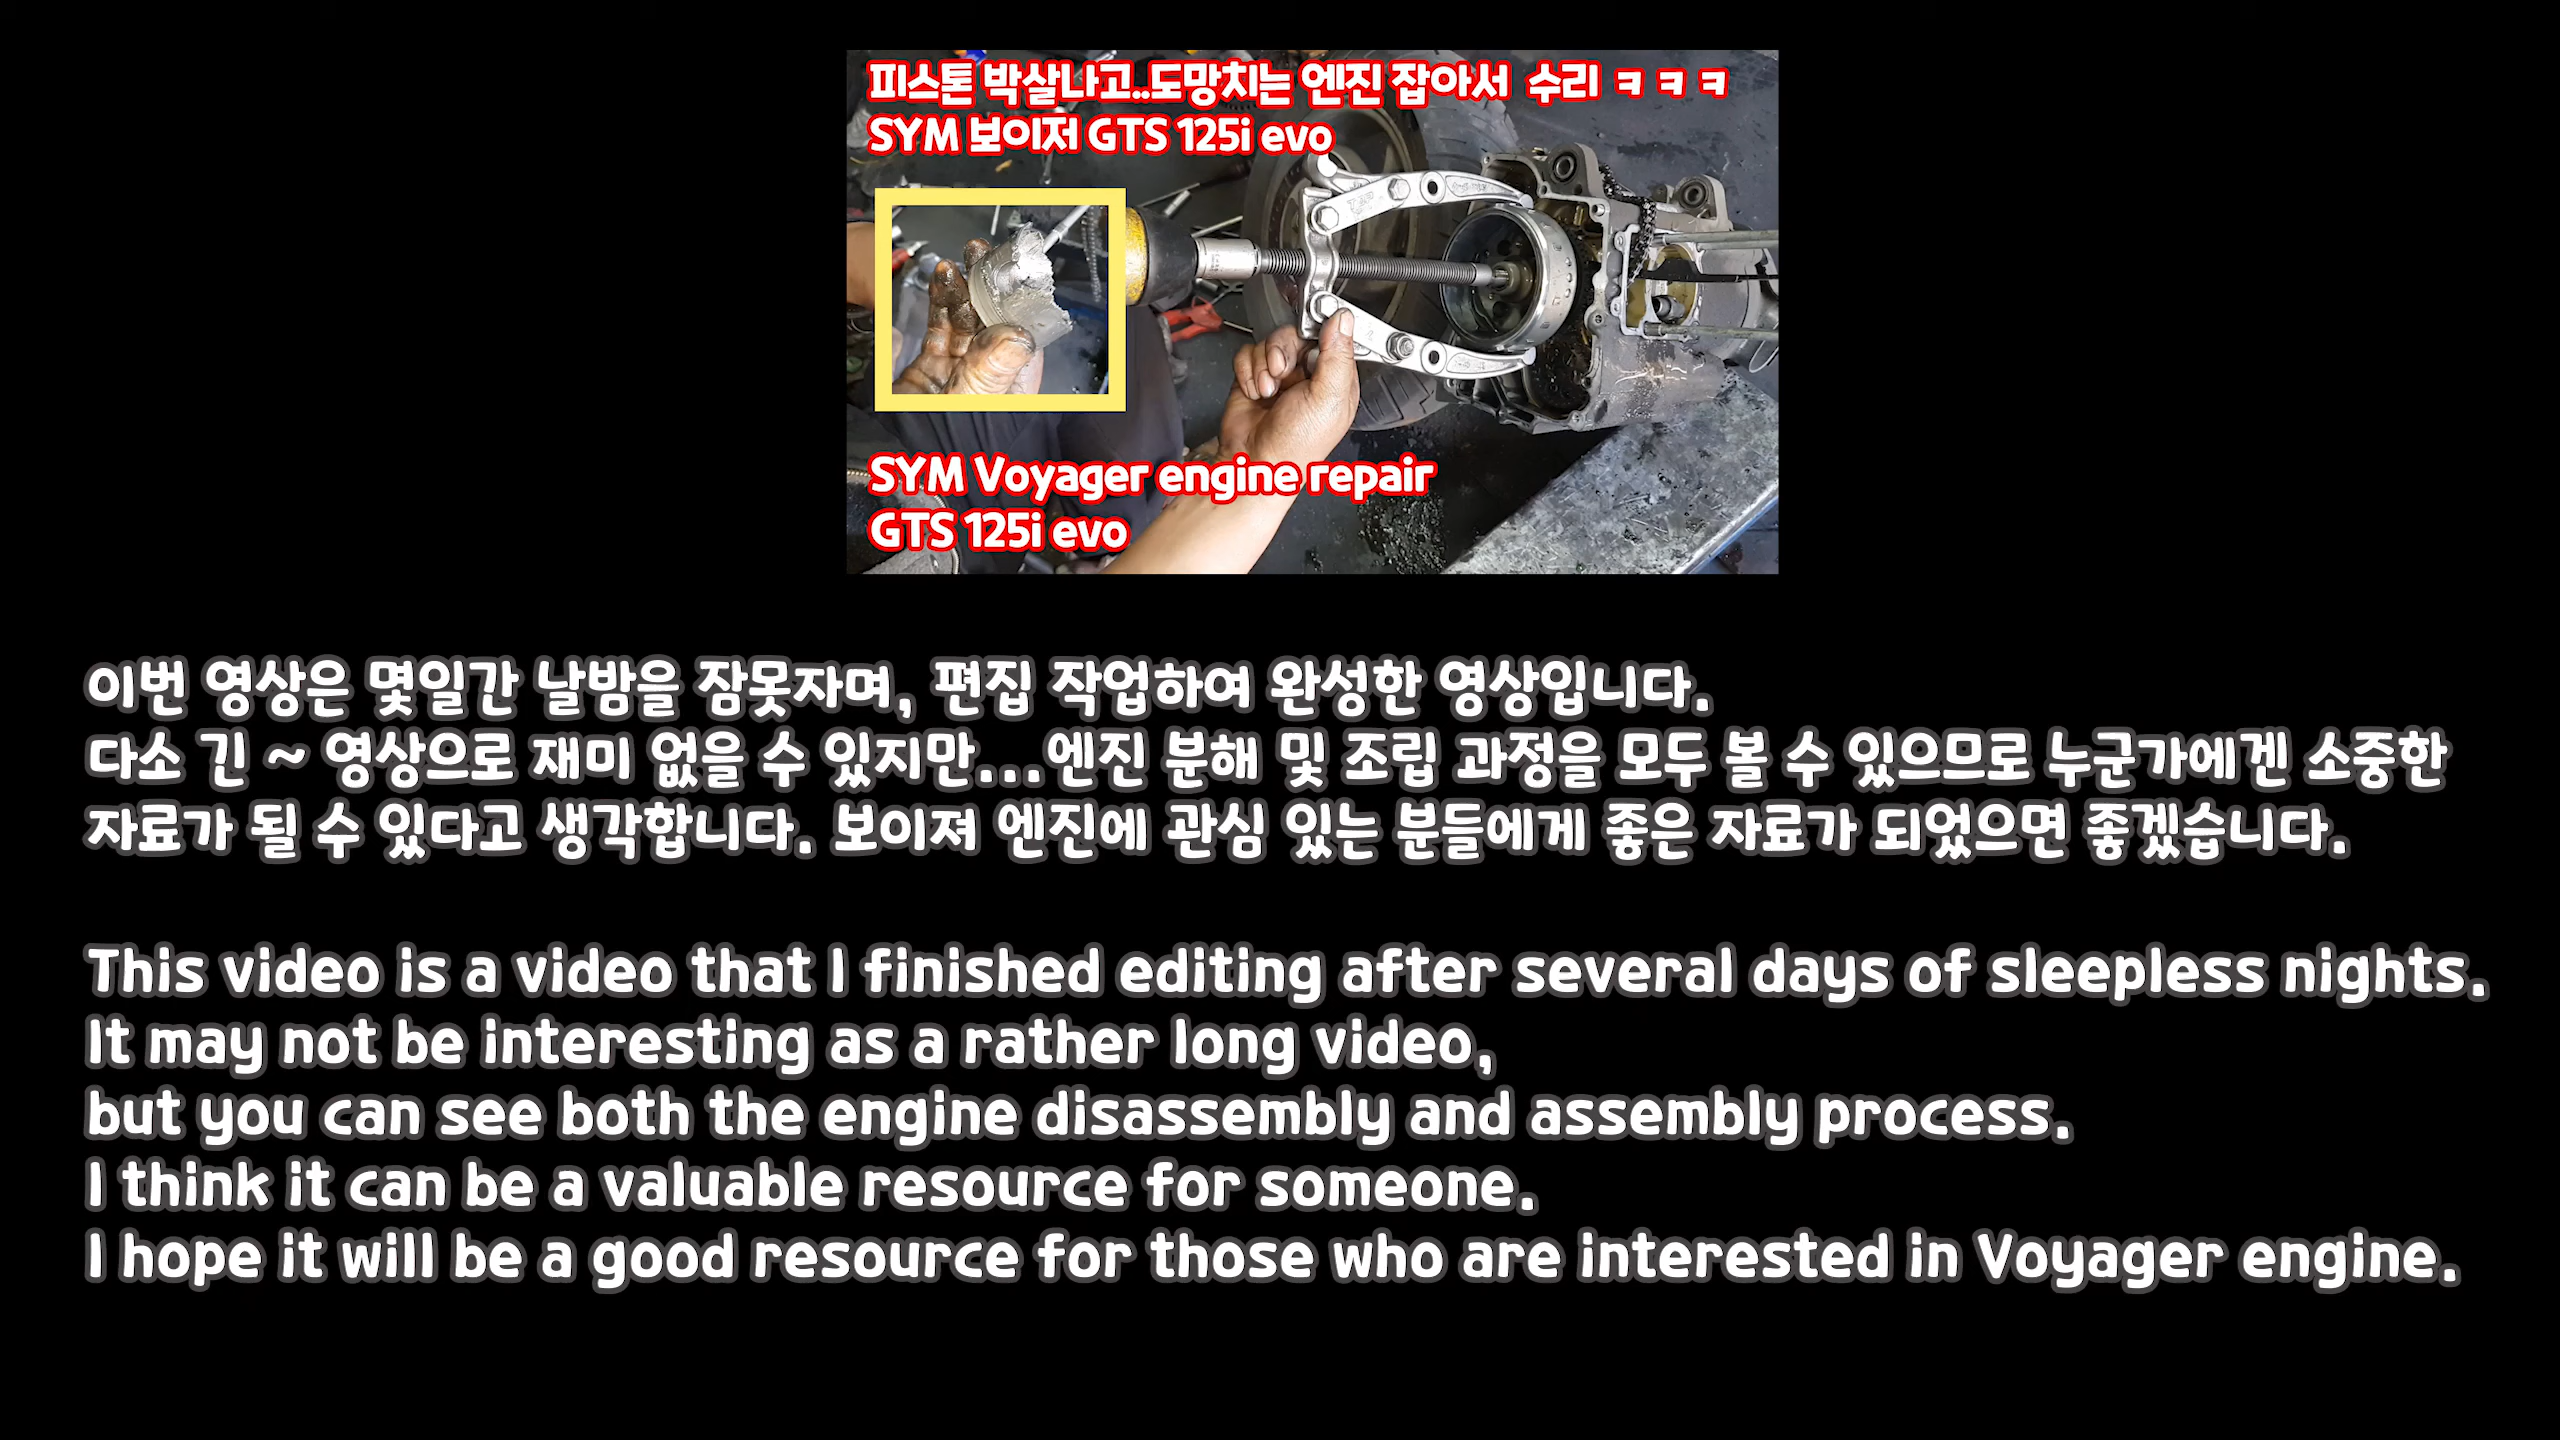 피스톤 박살나고..도망치는 엔진 잡아서 수리 ㅋㅋㅋ
SYM 보이저 GTS 125i evo
SYM Voyager engine repair
GTS 125i evo
이번 영상은 몇일간 날밤을 잠못자며, 편집 작업하여 완성한 영상입니다.
다소 긴 ~ 영상으로 재미 없을 수 있지만...엔진 분해 및 조립 과정을 모두 볼 수 있으므로 누군가에겐 소중한
자료가 될 수 있다고 생각합니다. 보이져 엔진에 관심 있는 분들에게 좋은 자료가 되었으면 좋겠습니다.
This video is a video that I finished editing after several days of sleepless nights.
It may not be interesting as a rather long video,
but you can see both the engine disassembly and assembly process.
I think it can be a valuable resource for someone.
I hope it will be a good resource for those who are interested in Voyager engine.